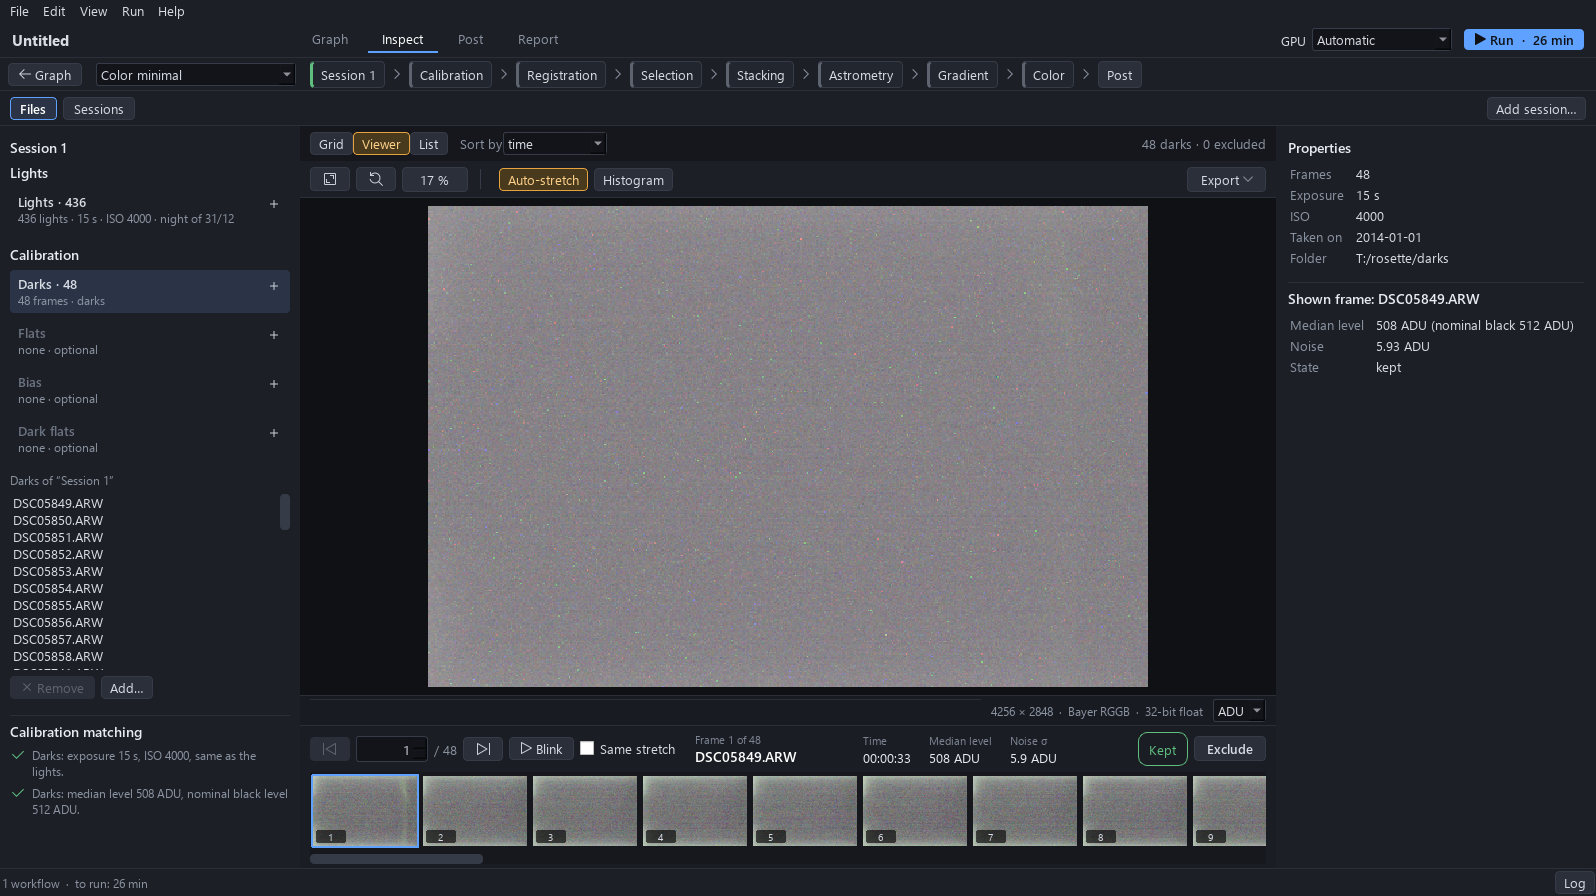 File Edit View Run Help
Untitled
Graph Inspect Post Report
GPU Automatic
Run · 26 min
Graph
Color minimal
Session 1 Calibration Registration Selection Stacking Astrometry Gradient Color Post
Files Sessions
Add session...
Session 1
Lights
Lights · 436
436 lights · 15 s · ISO 4000 · night of 31/12
Calibration
Darks · 48
48 frames · darks
Flats
none · optional
Bias
none · optional
Dark flats
none · optional
Darks of "Session 1"
DSC05849.ARW
DSC05850.ARW
DSC05851.ARW
DSC05852.ARW
DSC05853.ARW
DSC05854.ARW
DSC05855.ARW
DSC05856.ARW
DSC05857.ARW
DSC05858.ARW
Remove Add...
Calibration matching
Darks: exposure 15 s, ISO 4000, same as the
lights.
Darks: median level 508 ADU, nominal black level
512 ADU.
Grid Viewer List Sort by time
48 darks · 0 excluded
17 % Auto-stretch Histogram
Export
4256 × 2848 · Bayer RGGB · 32-bit float ADU
1 / 48
Blink
Same stretch
Frame 1 of 48
DSC05849.ARW
Time
00:00:33
Median level
508 ADU
Noise σ
5.9 ADU
Kept Exclude
1 2 3 4 5 6 7 8 9
Properties
Frames 48
Exposure 15 s
ISO 4000
Taken on 2014-01-01
Folder T:/rosette/darks
Shown frame: DSC05849.ARW
Median level 508 ADU (nominal black 512 ADU)
Noise 5.93 ADU
State kept
1 workflow · to run: 26 min
Log